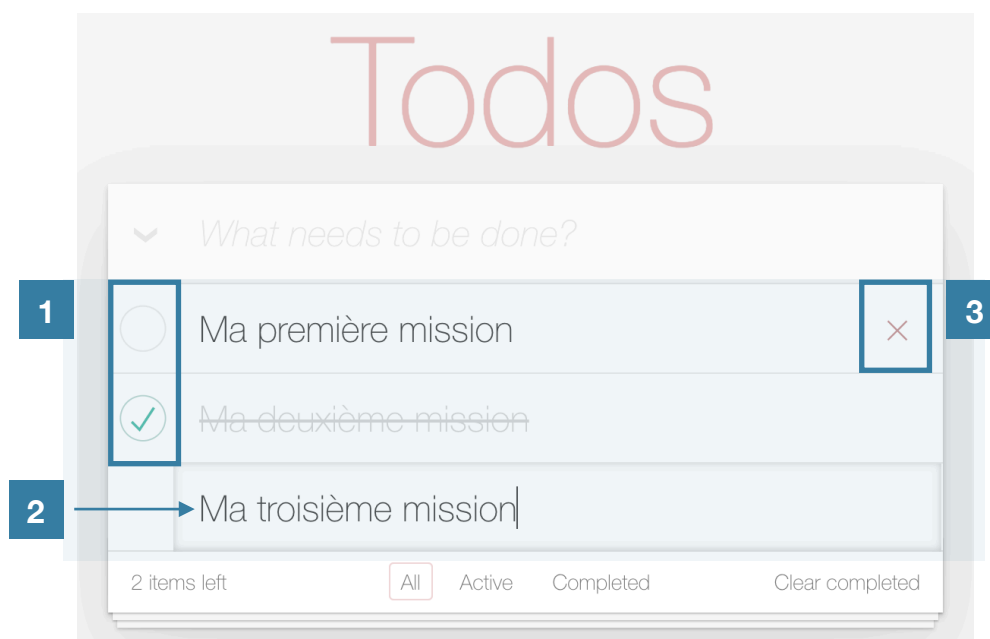 Todos
What needs to be done?
1
Ma première mission
3
Ma deuxième mission
2
Ma troisième mission
2 items left All Active Completed Clear completed